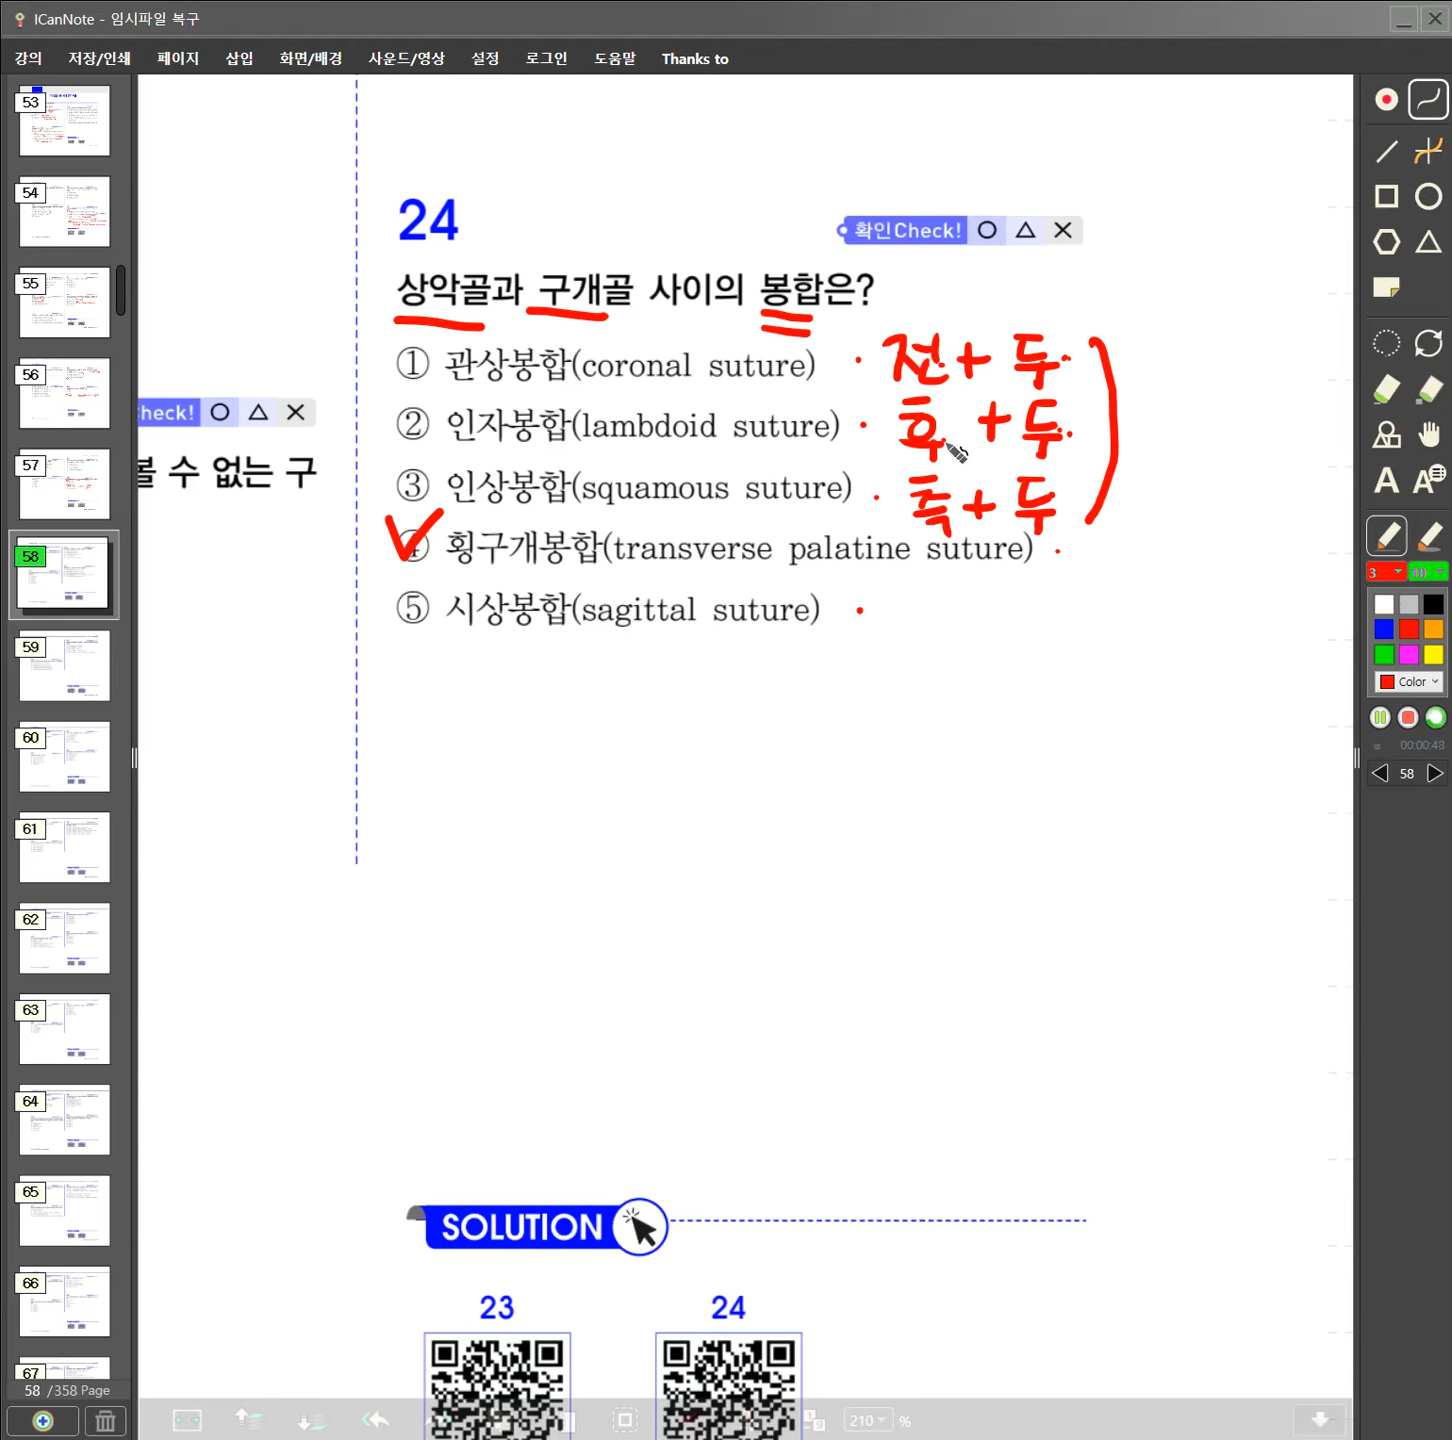 ICanNote - 임시파일 복구
강의 저장/인쇄 페이지 삽입 화면/배경 사운드/영상 설정 로그인 도움말 Thanks to
53
54
55
56
57
58
59
60
61
62
63
64
65
66
67
58 /358 Page
heck!
볼 수 없는 구
24
확인Check!
상악골과 구개골 사이의 봉합은?
① 관상봉합(coronal suture) · 전 + 두
② 인자봉합(lambdoid suture) · 후 + 두
③ 인상봉합(squamous suture) · 측 + 두
④ 횡구개봉합(transverse palatine suture)
⑤ 시상봉합(sagittal suture)
SOLUTION
23 24
3 10
Color
00:00:48
58
210 %